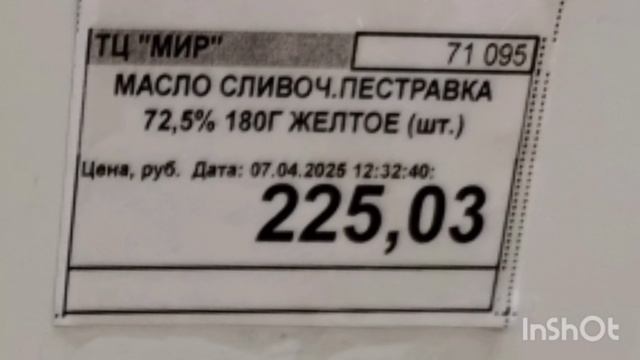 ТЦ "МИР" 71 095
МАСЛО СЛИВОЧ.ПЕСТРАВКА
72,5% 180Г ЖЕЛТОЕ (шт.)
Цена, руб. Дата: 07.04.2025 12:32:40:
225,03
InShOt